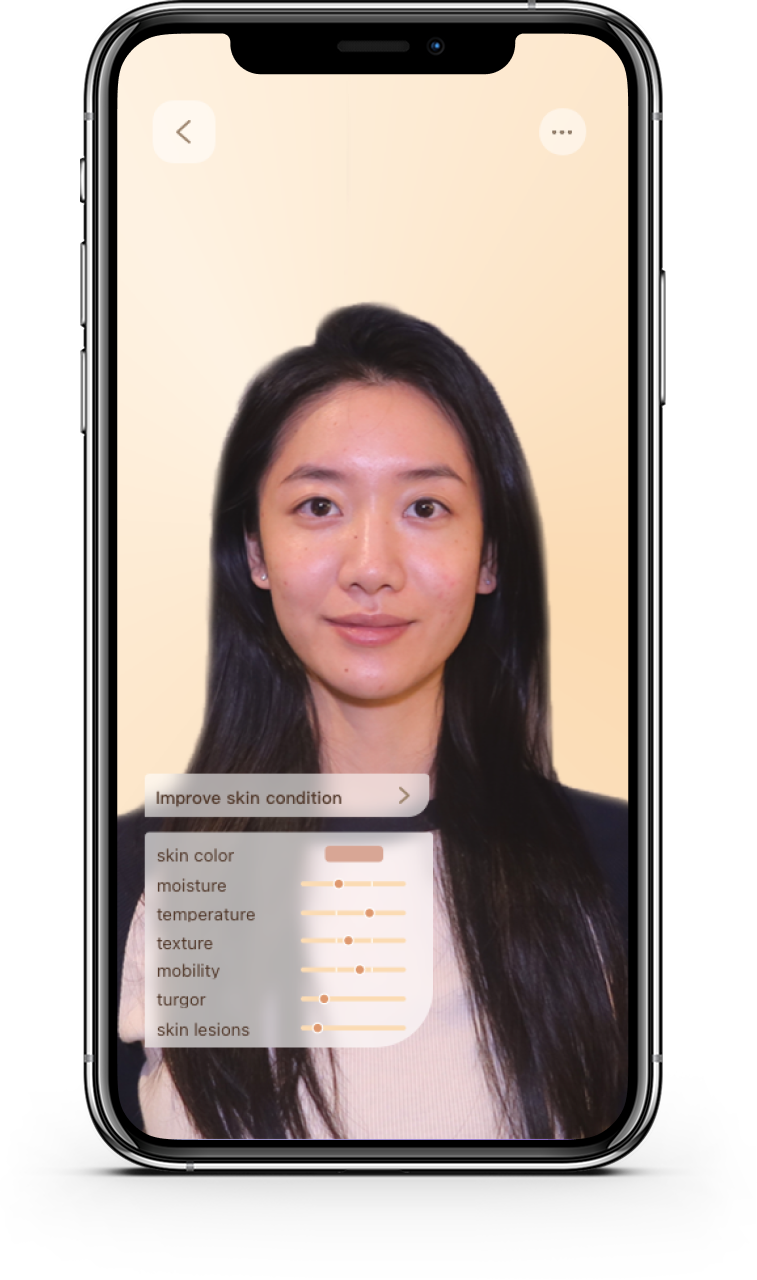 Improve skin condition
skin color
moisture
temperature
texture
mobility
turgor
skin lesions